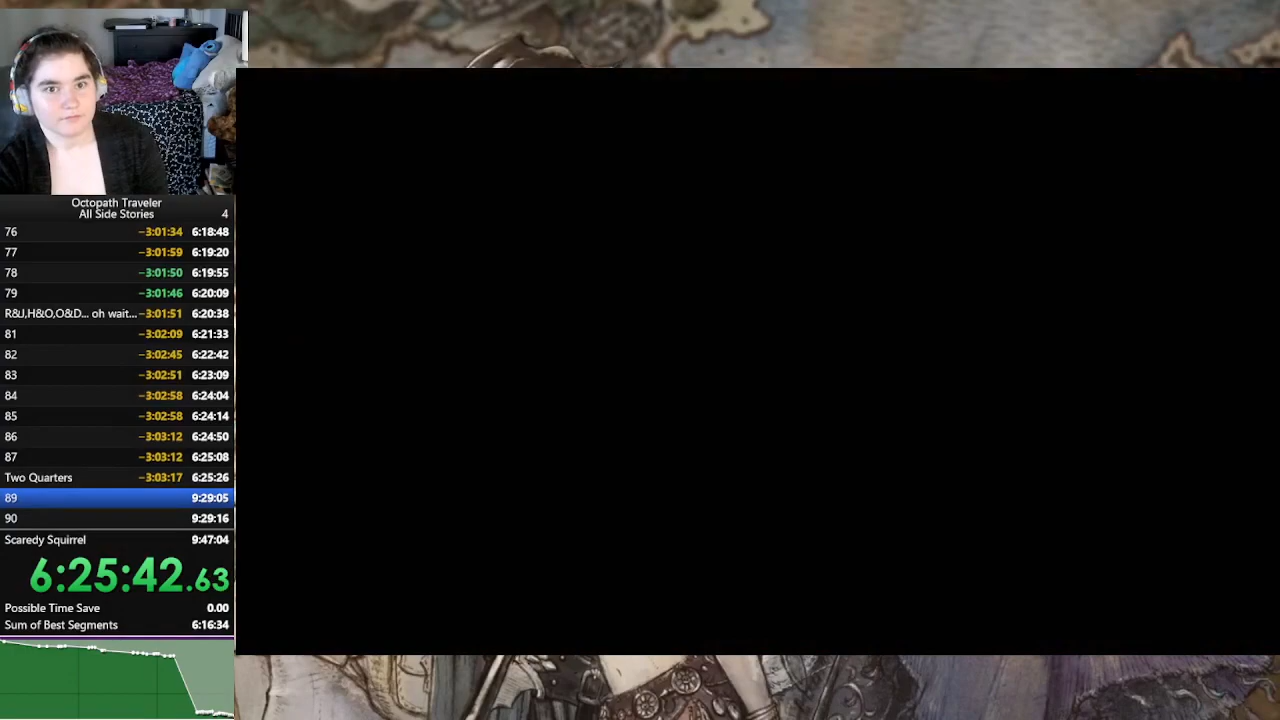 Octopath Traveler
All Side Stories 4
76 −3:01:34 6:18:48
77 −3:01:59 6:19:20
78 −3:01:50 6:19:55
79 −3:01:46 6:20:09
R&J,H&O,O&D... oh wait... −3:01:51 6:20:38
81 −3:02:09 6:21:33
82 −3:02:45 6:22:42
83 −3:02:51 6:23:09
84 −3:02:58 6:24:04
85 −3:02:58 6:24:14
86 −3:03:12 6:24:50
87 −3:03:12 6:25:08
Two Quarters −3:03:17 6:25:26
89 9:29:05
90 9:29:16
Scaredy Squirrel 9:47:04
6:25:42.63
Possible Time Save 0.00
Sum of Best Segments 6:16:34